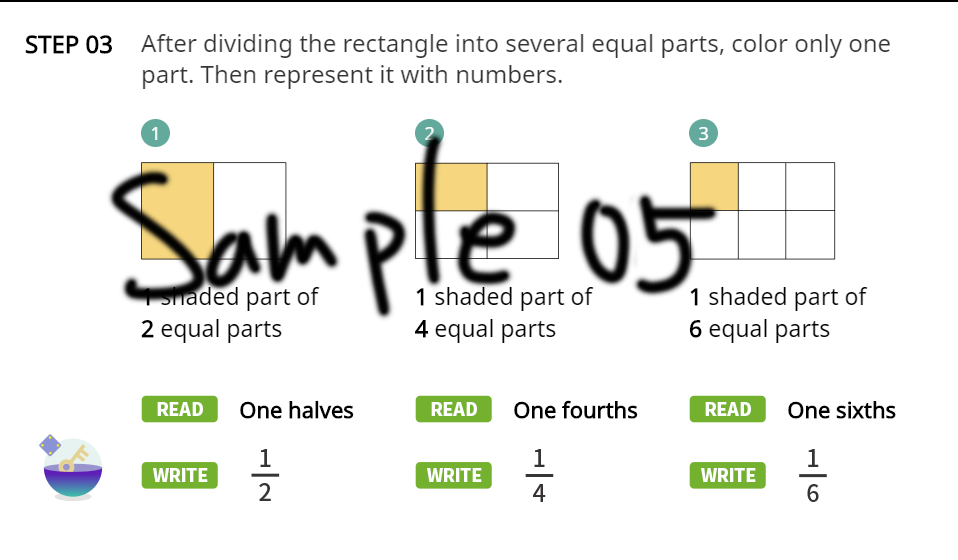 STEP 03 After dividing the rectangle into several equal parts, color only one
part. Then represent it with numbers.
1 2 3
Sample 05
1 shaded part of
2 equal parts
1 shaded part of
4 equal parts
1 shaded part of
6 equal parts
READ One halves
READ One fourths
READ One sixths
WRITE 1/2
WRITE 1/4
WRITE 1/6